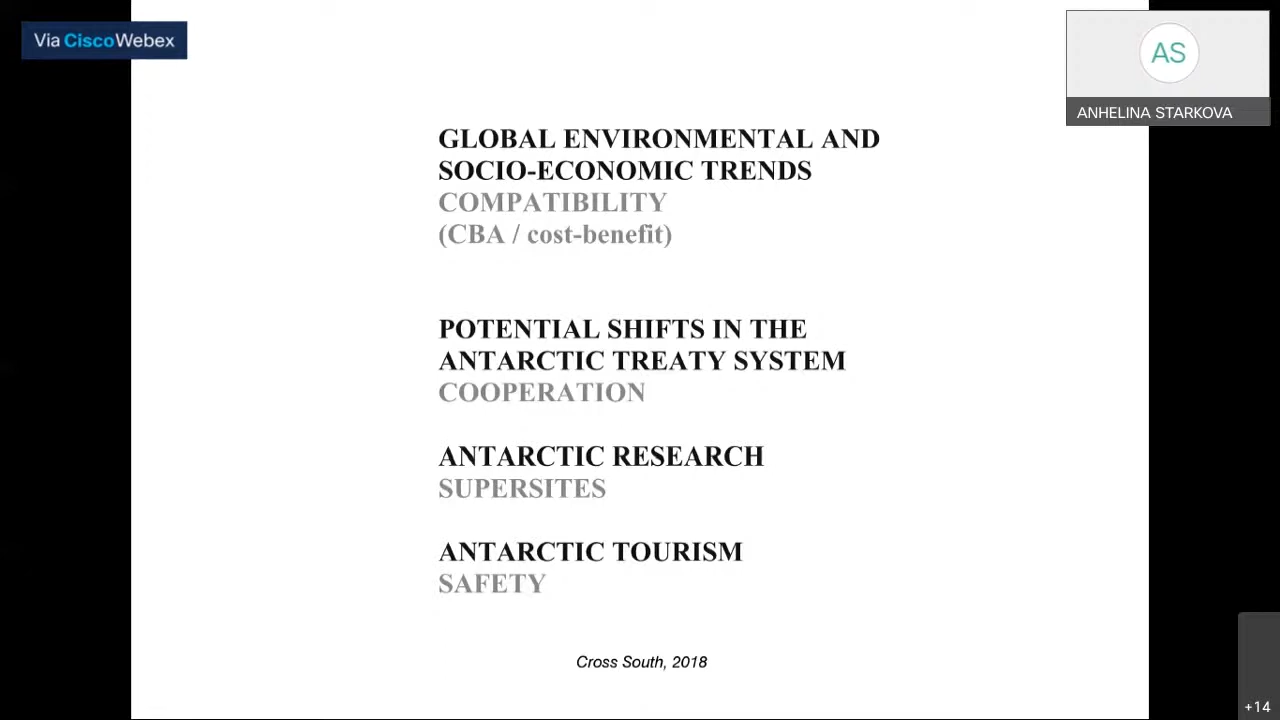 Via CiscoWebex
AS
ANHELINA STARKOVA
GLOBAL ENVIRONMENTAL AND
SOCIO-ECONOMIC TRENDS
COMPATIBILITY
(CBA / cost-benefit)
POTENTIAL SHIFTS IN THE
ANTARCTIC TREATY SYSTEM
COOPERATION
ANTARCTIC RESEARCH
SUPERSITES
ANTARCTIC TOURISM
SAFETY
Cross South, 2018
+14